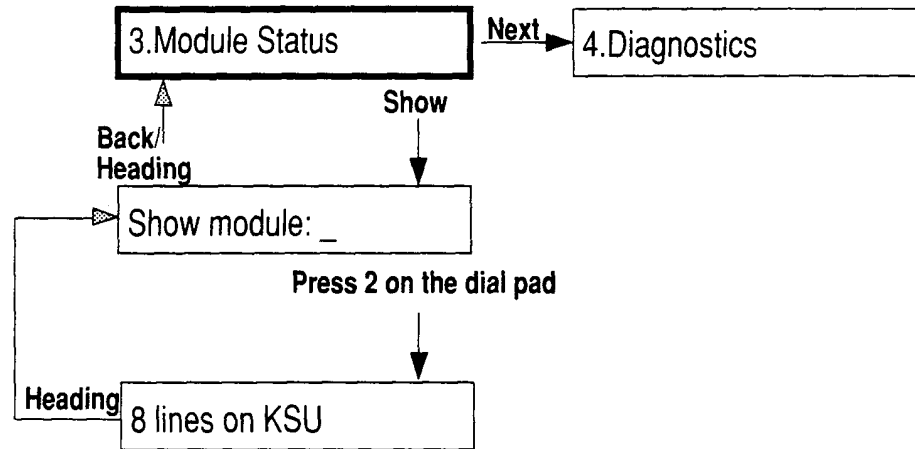 3.Module Status
Next
4.Diagnostics
Show
Back/
Heading
Show module: _
Press 2 on the dial pad
Heading
8 lines on KSU